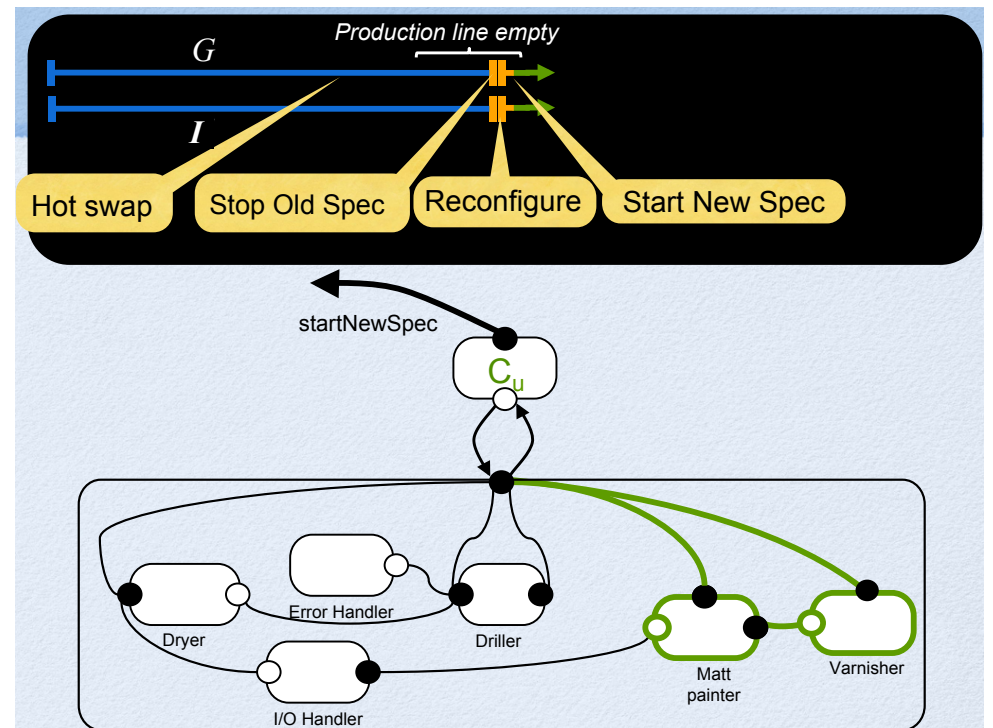 Production line empty
G
I
Hot swap
Stop Old Spec
Reconfigure
Start New Spec
startNewSpec
Cu
Error Handler
Dryer
Driller
Matt
painter
Varnisher
I/O Handler